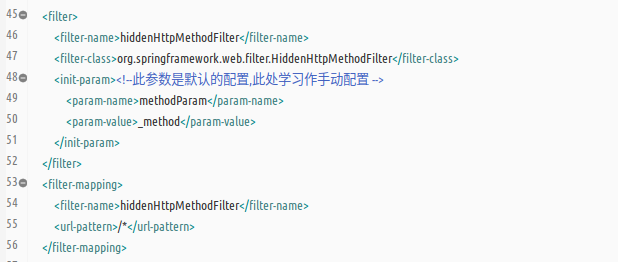 45 <filter>
46 <filter-name>hiddenHttpMethodFilter</filter-name>
47 <filter-class>org.springframework.web.filter.HiddenHttpMethodFilter</filter-class>
48 <init-param><!--此参数是默认的配置,此处学习作手动配置 -->
49 <param-name>methodParam</param-name>
50 <param-value>_method</param-value>
51 </init-param>
52 </filter>
53 <filter-mapping>
54 <filter-name>hiddenHttpMethodFilter</filter-name>
55 <url-pattern>/*</url-pattern>
56 </filter-mapping>